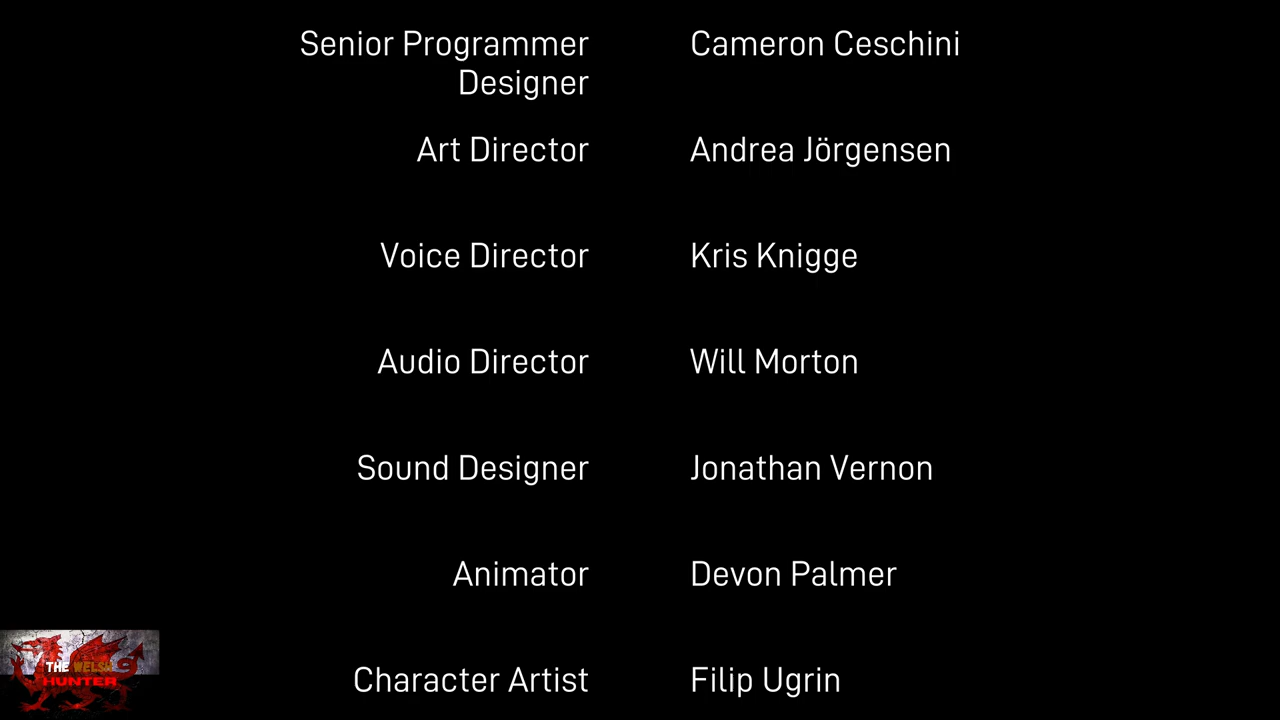 Senior Programmer Cameron Ceschini
Designer
Art Director Andrea Jörgensen
Voice Director Kris Knigge
Audio Director Will Morton
Sound Designer Jonathan Vernon
Animator Devon Palmer
Character Artist Filip Ugrin
THE WELSH
HUNTER